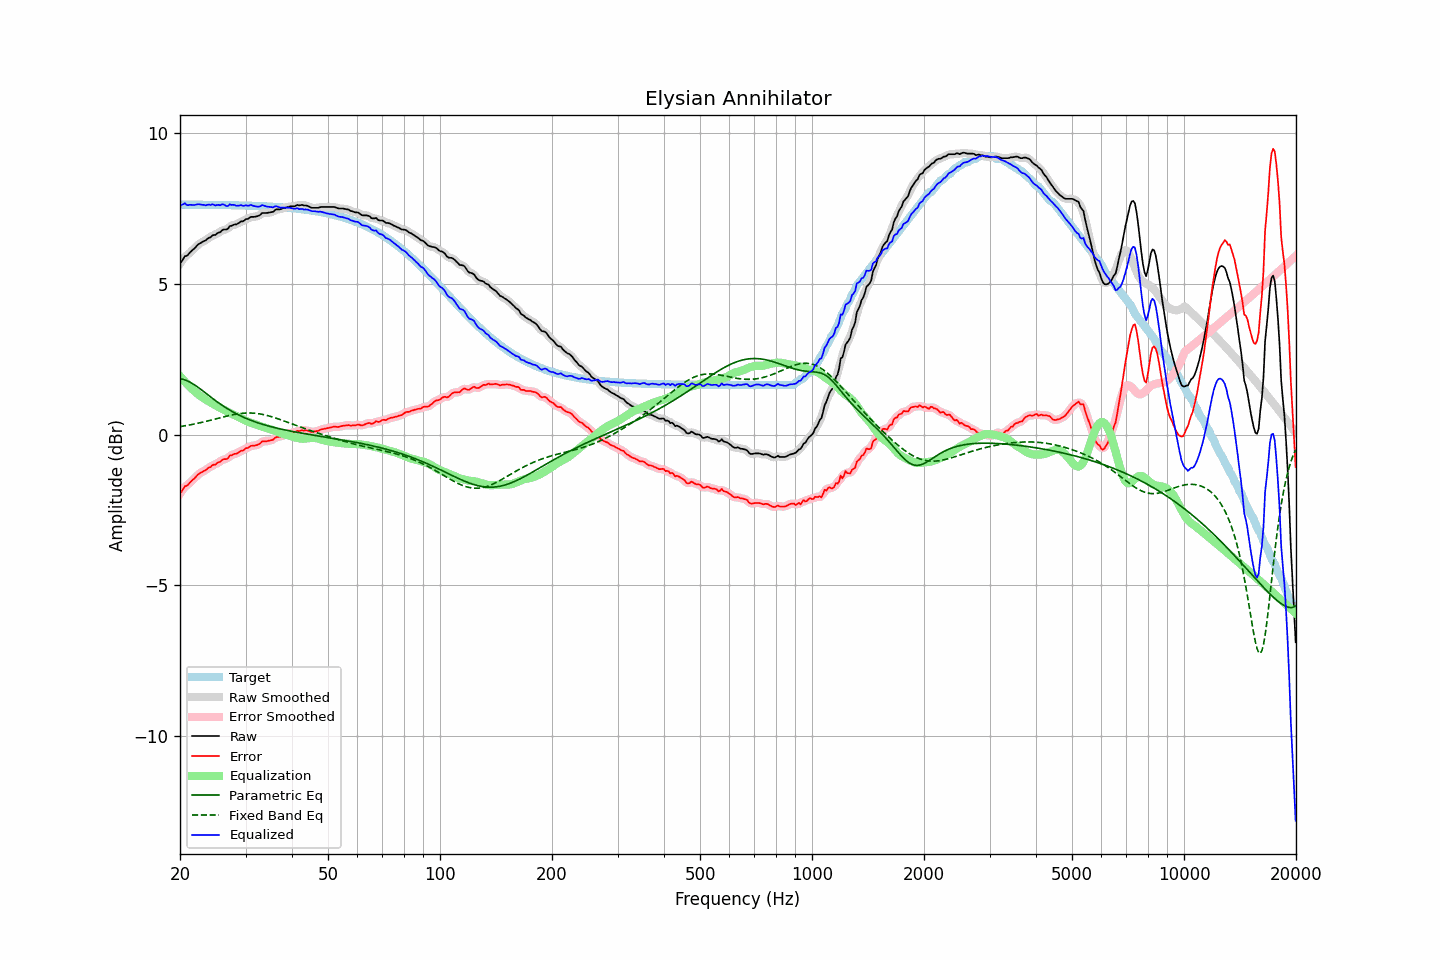 Elysian Annihilator
10
5
0
−5
−10
Amplitude (dBr)
Target
Raw Smoothed
Error Smoothed
Raw
Error
Equalization
Parametric Eq
Fixed Band Eq
Equalized
20 50 100 200 500 1000 2000 5000 10000 20000
Frequency (Hz)